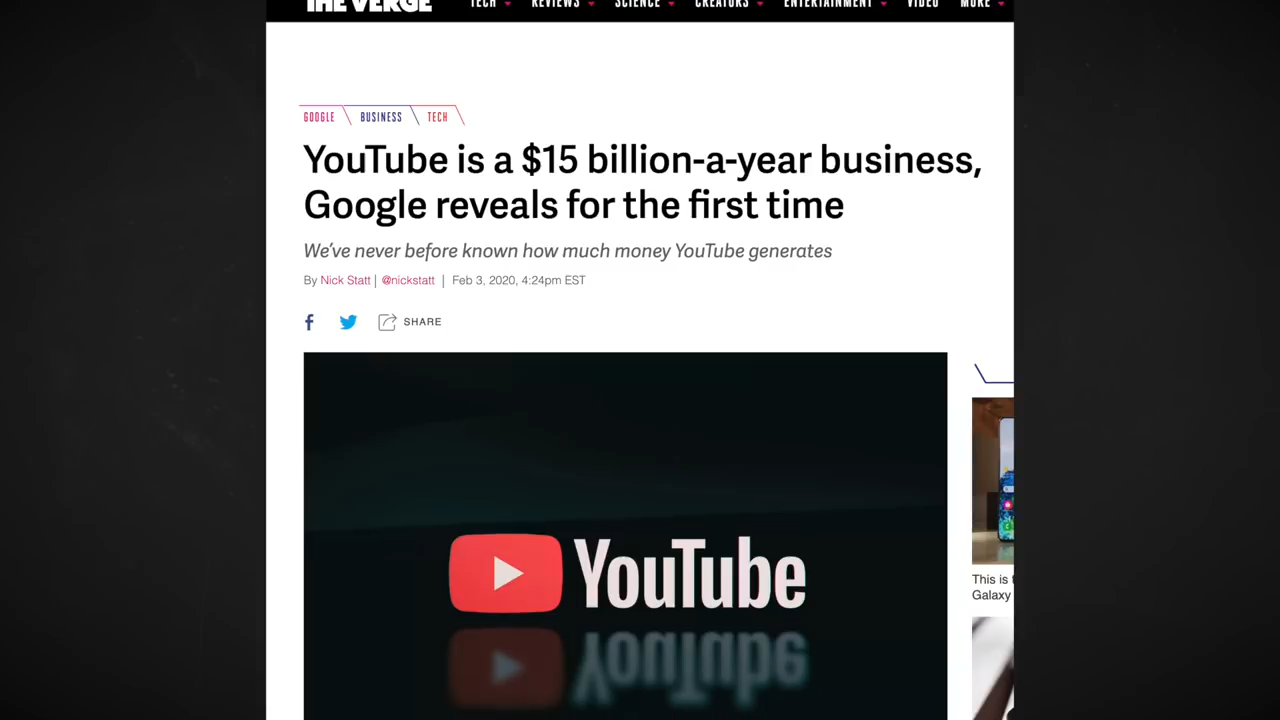 THE VERGE TECH REVIEWS SCIENCE CREATORS ENTERTAINMENT VIDEO MORE
GOOGLE BUSINESS TECH
YouTube is a $15 billion-a-year business,
Google reveals for the first time
We've never before known how much money YouTube generates
By Nick Statt | @nickstatt | Feb 3, 2020, 4:24pm EST
SHARE
YouTube
YouTube
This is
Galaxy